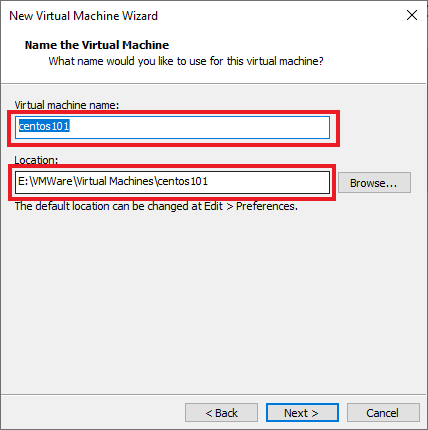 New Virtual Machine Wizard
Name the Virtual Machine
What name would you like to use for this virtual machine?
Virtual machine name:
centos101
Location:
E:\VMWare\Virtual Machines\centos101
Browse...
The default location can be changed at Edit > Preferences.
< Back
Next >
Cancel